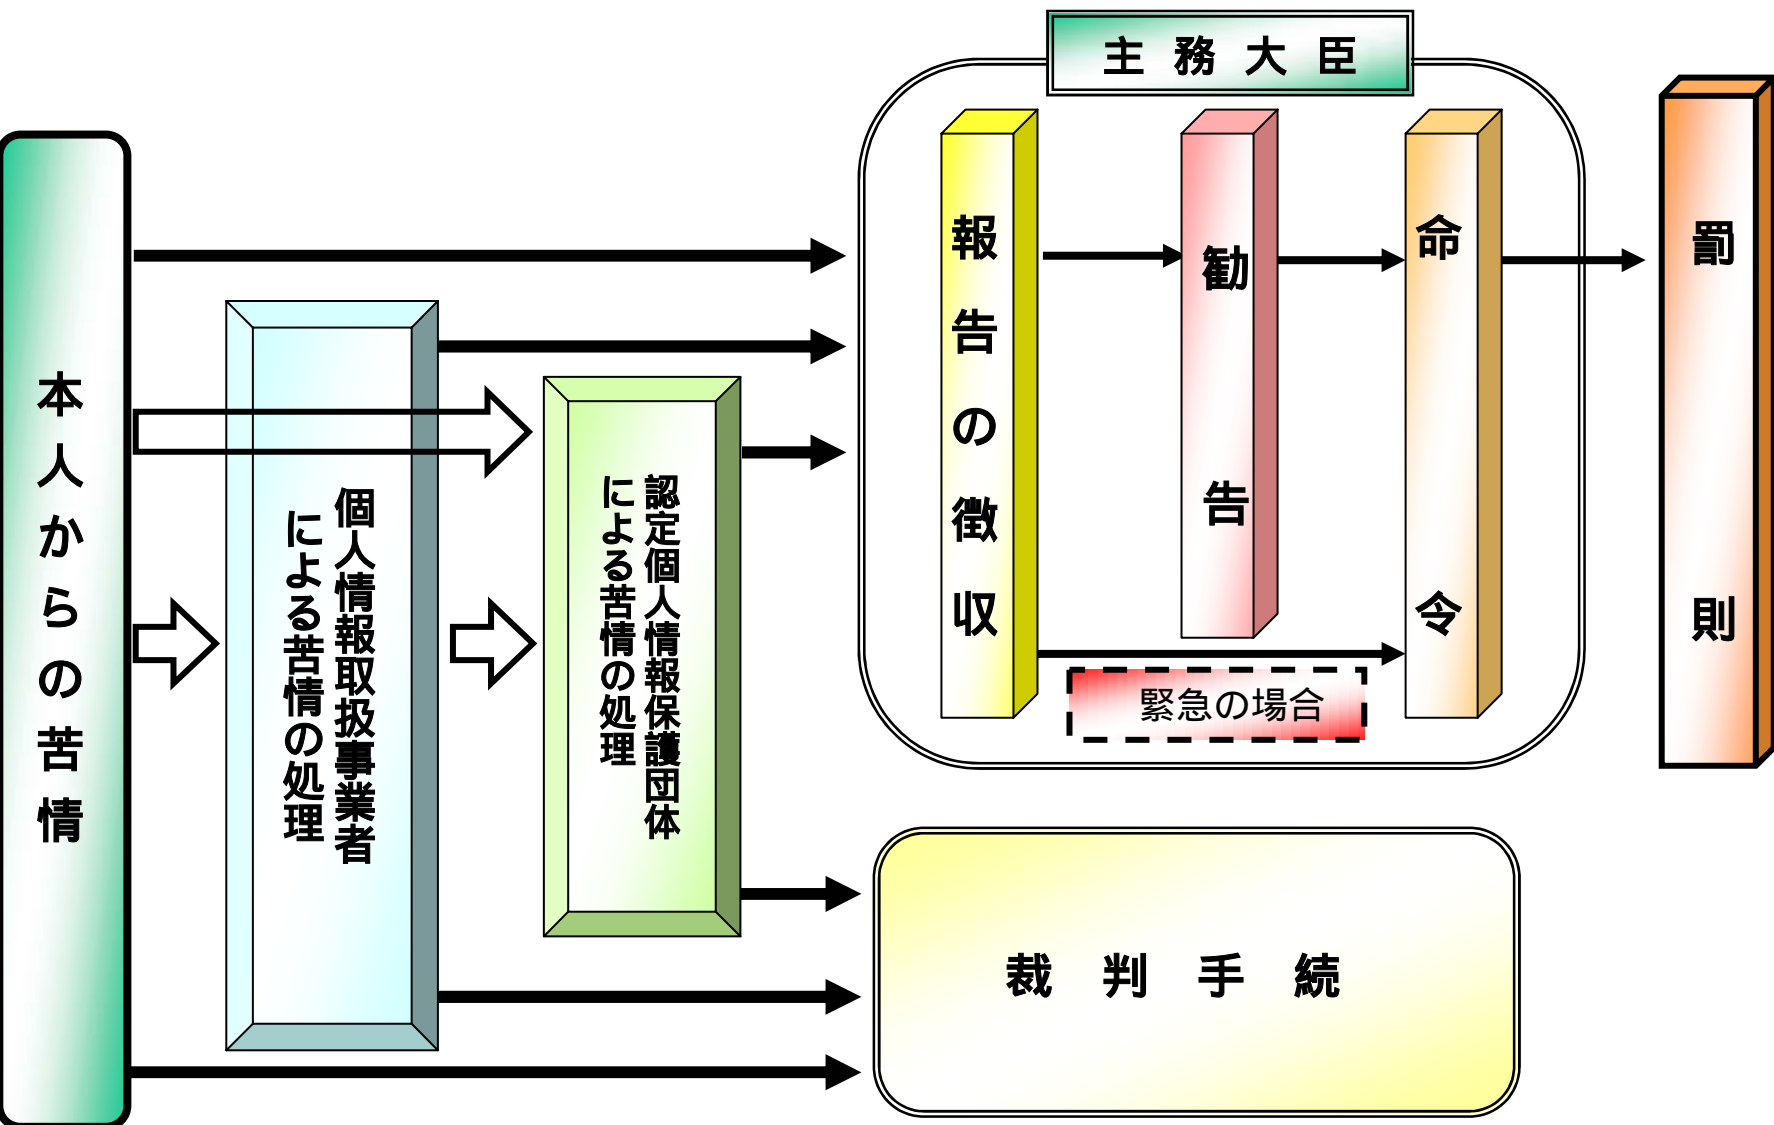 主務大臣
本人からの苦情
個人情報取扱事業者
による苦情の処理
認定個人情報保護団体
による苦情の処理
報告の徴収
勧告
命令
罰則
緊急の場合
裁判手続